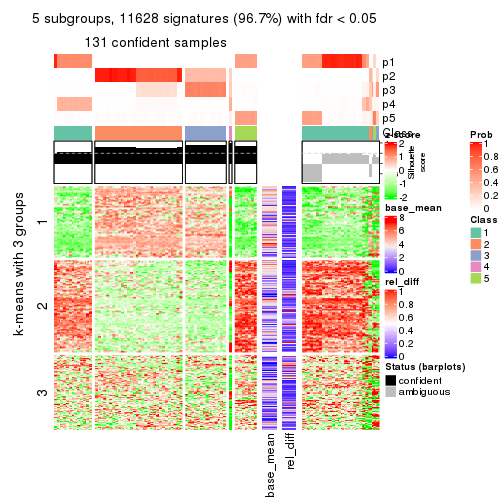 5 subgroups, 11628 signatures (96.7%) with fdr < 0.05
131 confident samples
p1
p2
p3
p4
p5
Class
Silhouette
score
k-means with 3 groups
1
2
3
base_mean
rel_diff
z-score
2
1
0
-1
-2
base_mean
8
6
4
2
0
rel_diff
1
0.8
0.6
0.4
0.2
0
Status (barplots)
confident
ambiguous
Prob
1
0.8
0.6
0.4
0.2
0
Class
1
2
3
4
5